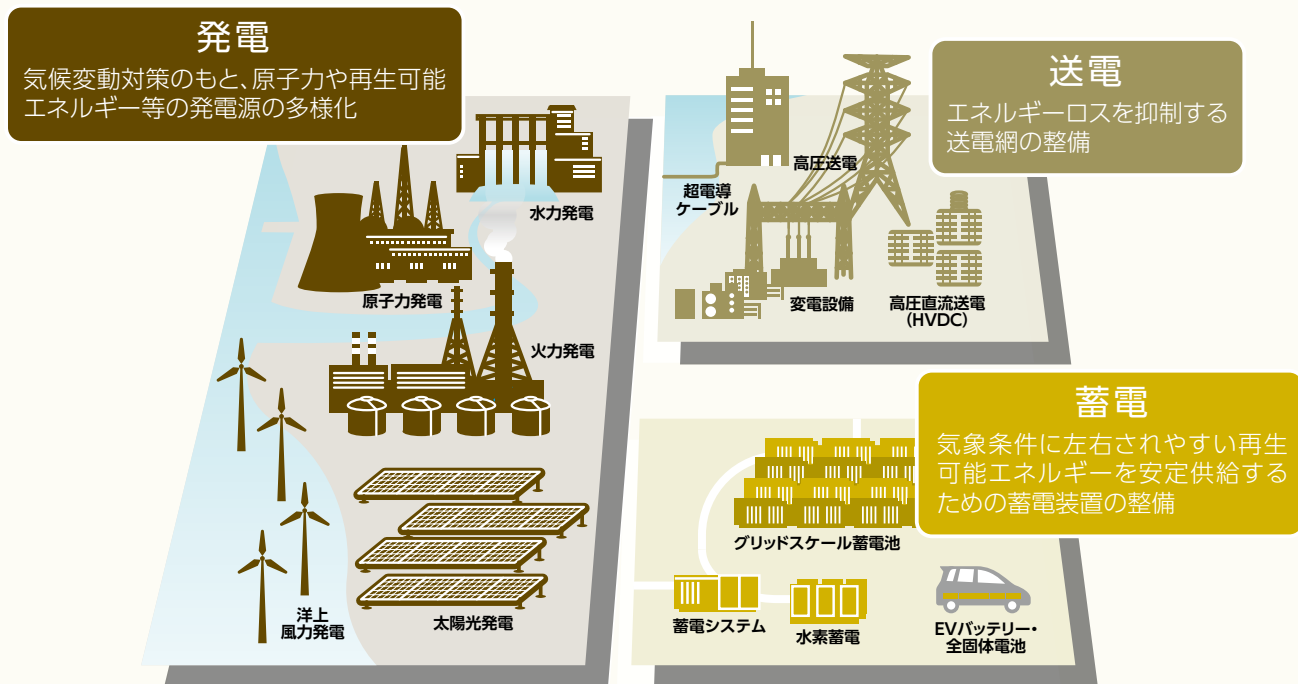 発電
気候変動対策のもと、原子力や再生可能
エネルギー等の発電源の多様化
水力発電
原子力発電
火力発電
洋上
風力発電
太陽光発電
送電
エネルギーロスを抑制する
送電網の整備
高圧送電
超電導
ケーブル
変電設備
高圧直流送電
(HVDC)
蓄電
気象条件に左右されやすい再生
可能エネルギーを安定供給する
ための蓄電装置の整備
グリッドスケール蓄電池
蓄電システム
水素蓄電
EVバッテリー・
全固体電池